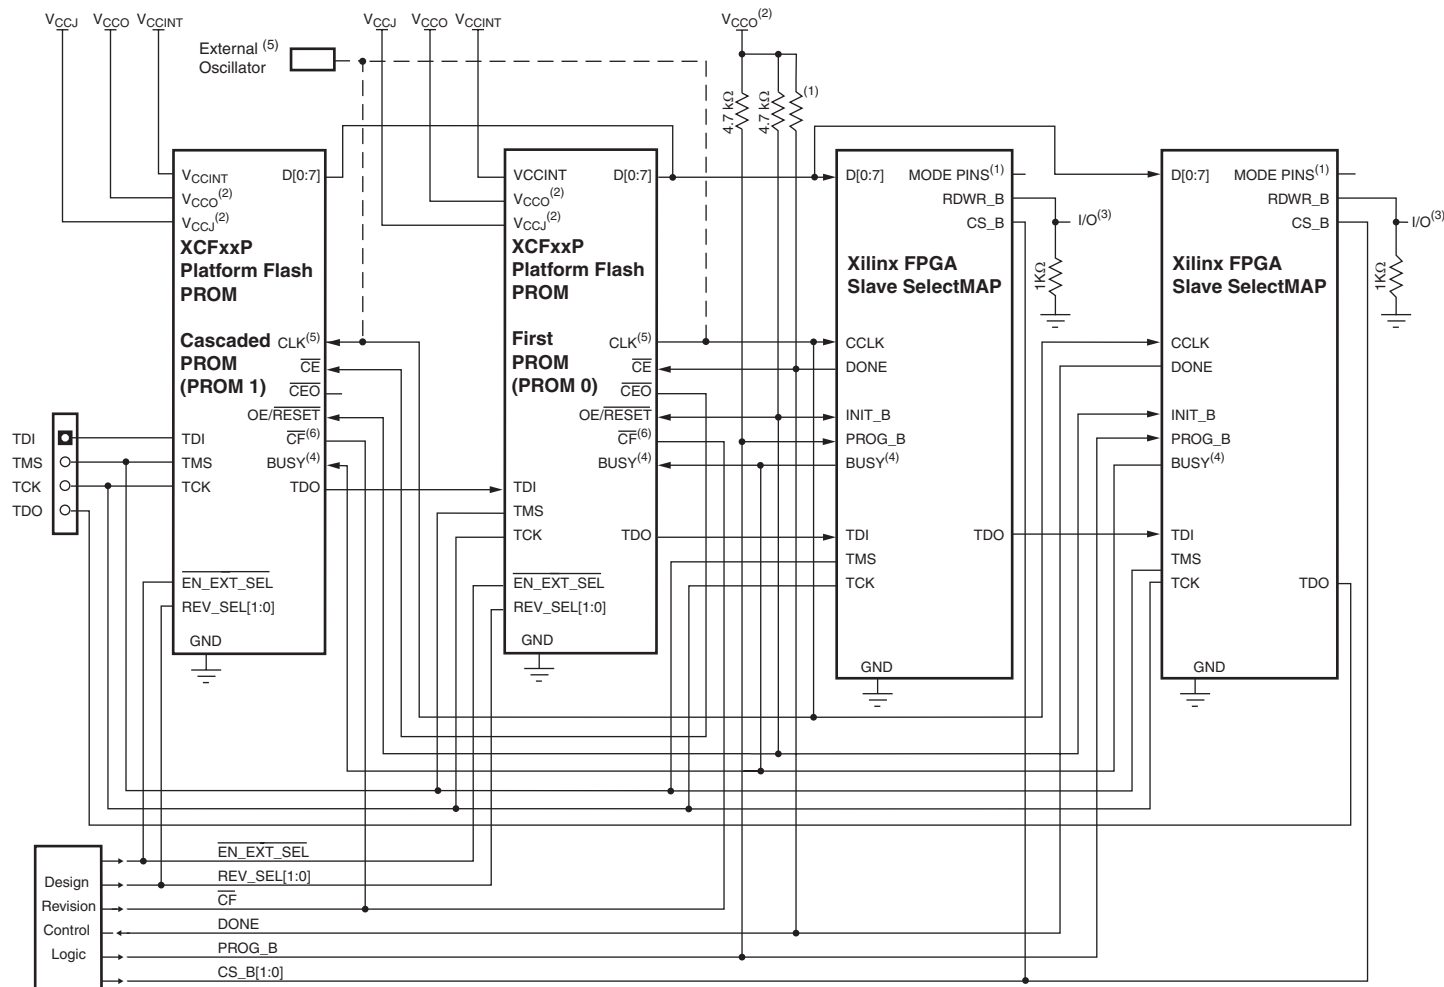 VCCJ VCCO VCCINT
VCCJ VCCO VCCINT
VCCO(2)
External (5)
Oscillator
4.7 kΩ
4.7 kΩ
(1)
VCCINT
VCCO(2)
VCCJ(2)
D[0:7]
XCFxxP
Platform Flash
PROM
Cascaded
PROM
(PROM 1)
CLK(5)
CE
CEO
OE/RESET
CF(6)
BUSY(4)
TDO
TDI
TMS
TCK
EN_EXT_SEL
REV_SEL[1:0]
GND
VCCINT
VCCO(2)
VCCJ(2)
D[0:7]
XCFxxP
Platform Flash
PROM
First
PROM
(PROM 0)
CLK(5)
CE
CEO
OE/RESET
CF(6)
BUSY(4)
TDI
TMS
TCK
TDO
EN_EXT_SEL
REV_SEL[1:0]
GND
D[0:7]
MODE PINS(1)
RDWR_B
CS_B
I/O(3)
1KΩ
Xilinx FPGA
Slave SelectMAP
CCLK
DONE
INIT_B
PROG_B
BUSY(4)
TDI
TMS
TCK
TDO
GND
D[0:7]
MODE PINS(1)
RDWR_B
CS_B
I/O(3)
1KΩ
Xilinx FPGA
Slave SelectMAP
CCLK
DONE
INIT_B
PROG_B
BUSY(4)
TDI
TMS
TCK
TDO
GND
TDI
TMS
TCK
TDO
Design
Revision
Control
Logic
EN_EXT_SEL
REV_SEL[1:0]
CF
DONE
PROG_B
CS_B[1:0]